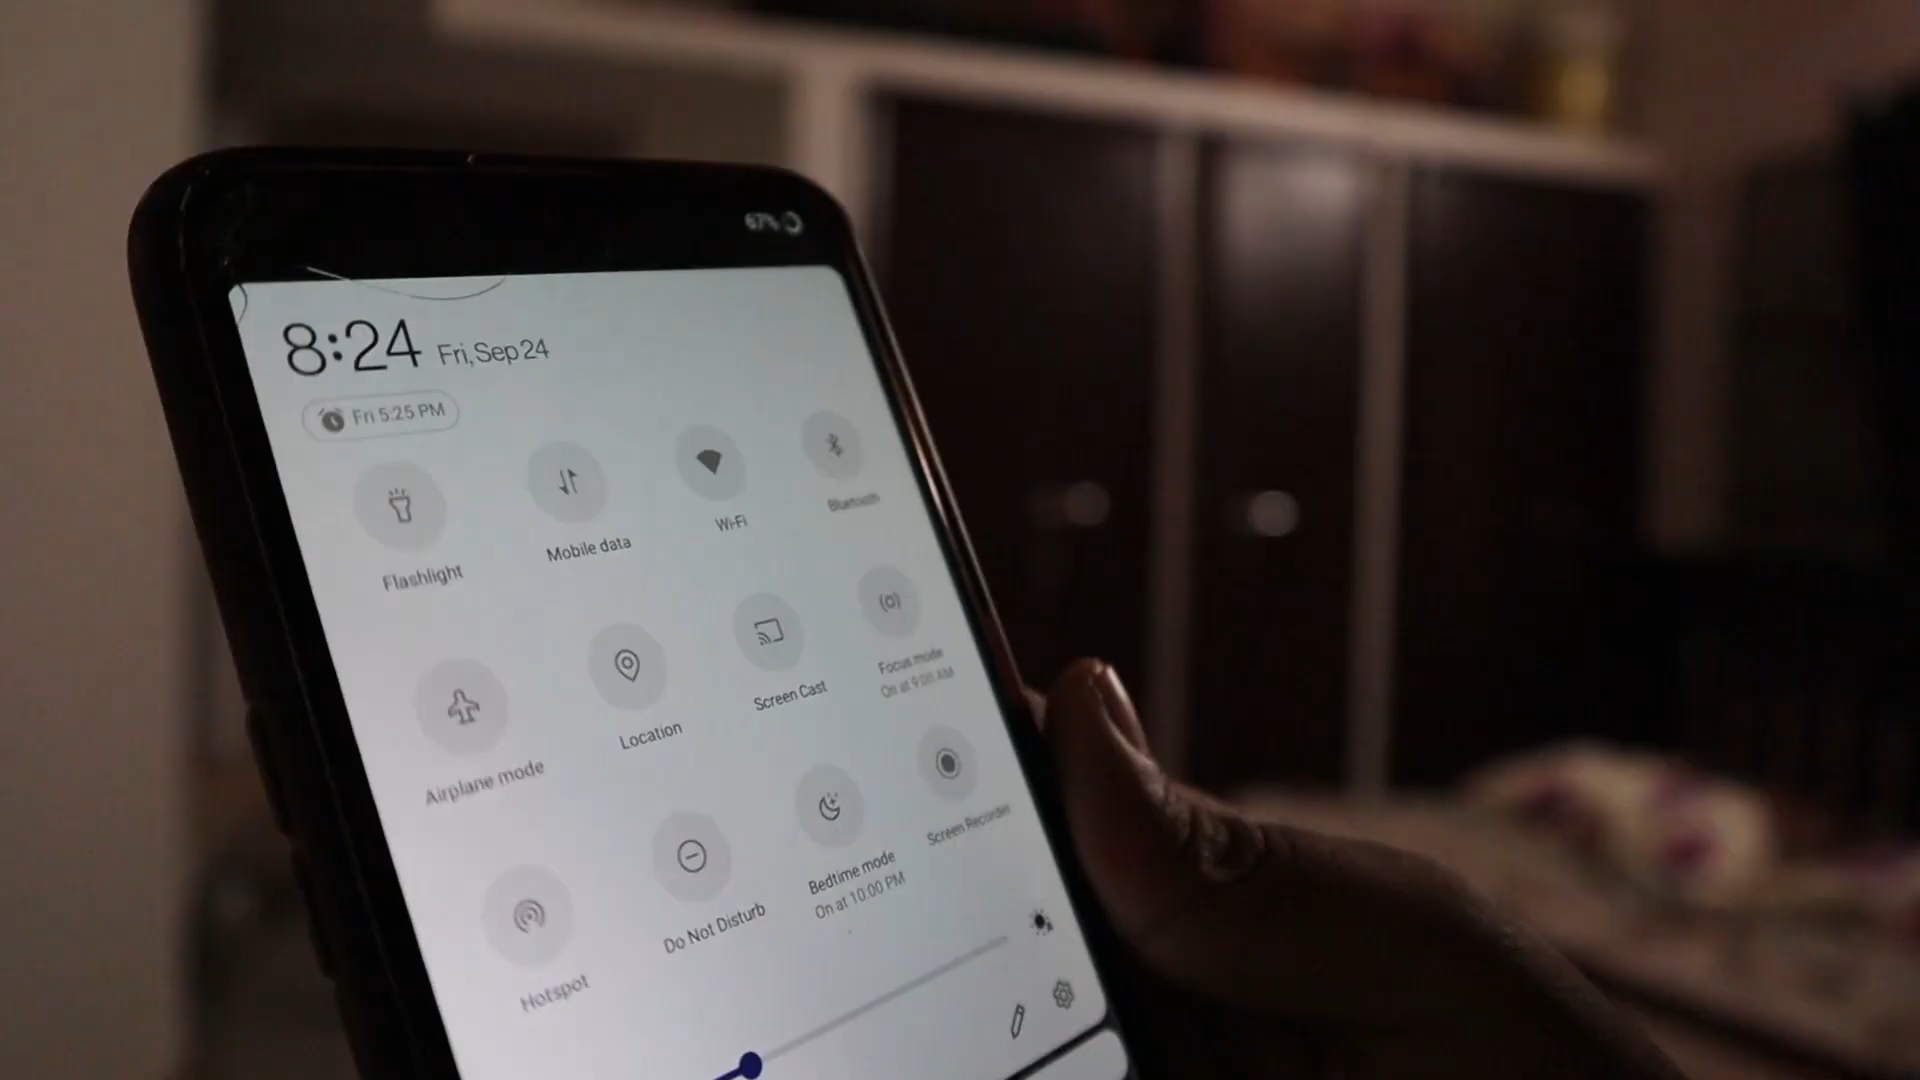 67%
8:24 Fri, Sep 24
Fri 5:25 PM
Flashlight
Mobile data
Wi-Fi
Bluetooth
Airplane mode
Location
Screen Cast
Focus mode
On at 9:00 AM
Hotspot
Do Not Disturb
Bedtime mode
On at 10:00 PM
Screen Recorder